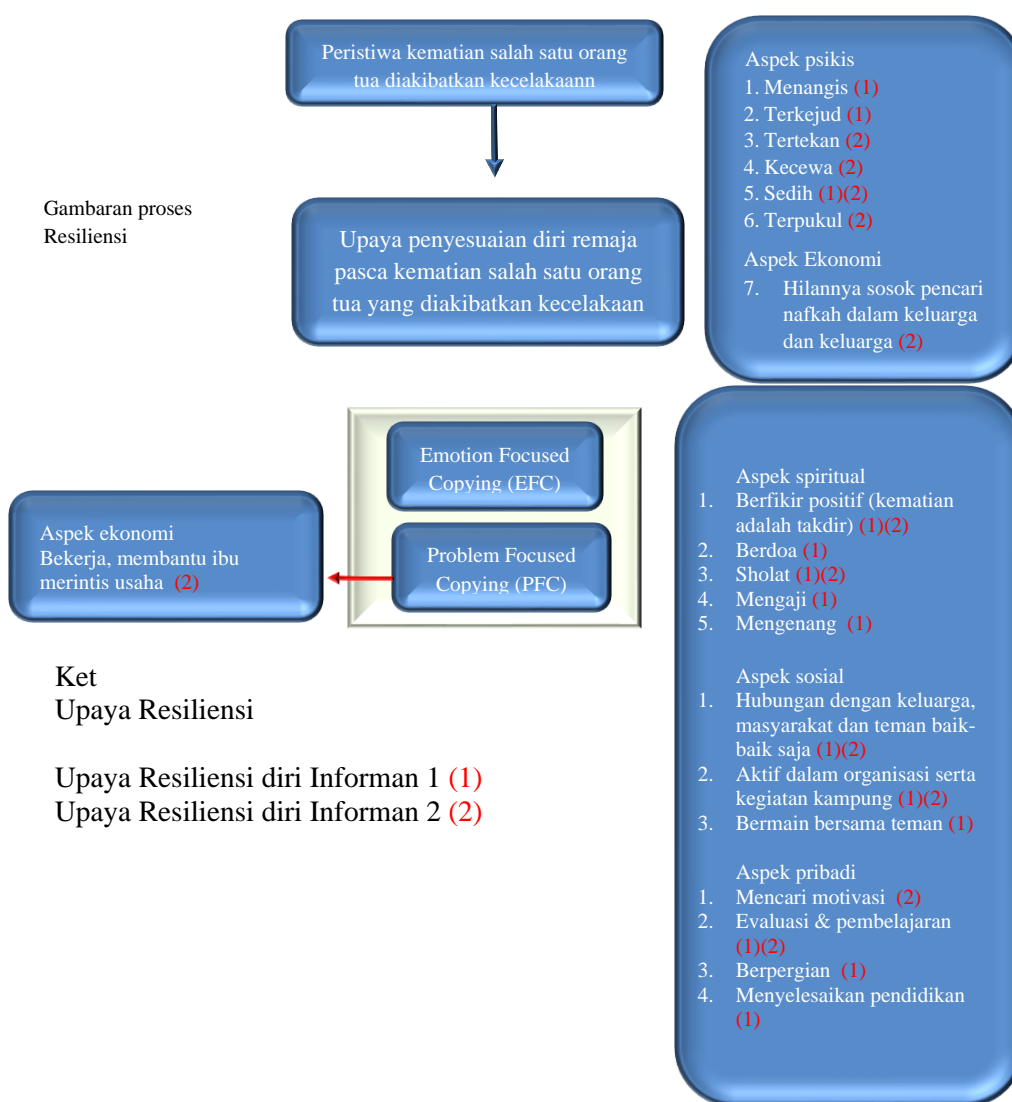 Peristiwa kematian salah satu orang
tua diakibatkan kecelakaann
Aspek psikis
1. Menangis (1)
2. Terkejud (1)
3. Tertekan (2)
4. Kecewa (2)
5. Sedih (1)(2)
6. Terpukul (2)
Aspek Ekonomi
7. Hilannya sosok pencari
nafkah dalam keluarga
dan keluarga (2)
Gambaran proses
Resiliensi
Upaya penyesuaian diri remaja
pasca kematian salah satu orang
tua yang diakibatkan kecelakaan
Emotion Focused
Copying (EFC)
Problem Focused
Copying (PFC)
Aspek ekonomi
Bekerja, membantu ibu
merintis usaha (2)
Aspek spiritual
1. Berfikir positif (kematian
adalah takdir) (1)(2)
2. Berdoa (1)
3. Sholat (1)(2)
4. Mengaji (1)
5. Mengenang (1)
Aspek sosial
1. Hubungan dengan keluarga,
masyarakat dan teman baik-
baik saja (1)(2)
2. Aktif dalam organisasi serta
kegiatan kampung (1)(2)
3. Bermain bersama teman (1)
Aspek pribadi
1. Mencari motivasi (2)
2. Evaluasi & pembelajaran
(1)(2)
3. Berpergian (1)
4. Menyelesaikan pendidikan
(1)
Ket
Upaya Resiliensi
Upaya Resiliensi diri Informan 1 (1)
Upaya Resiliensi diri Informan 2 (2)